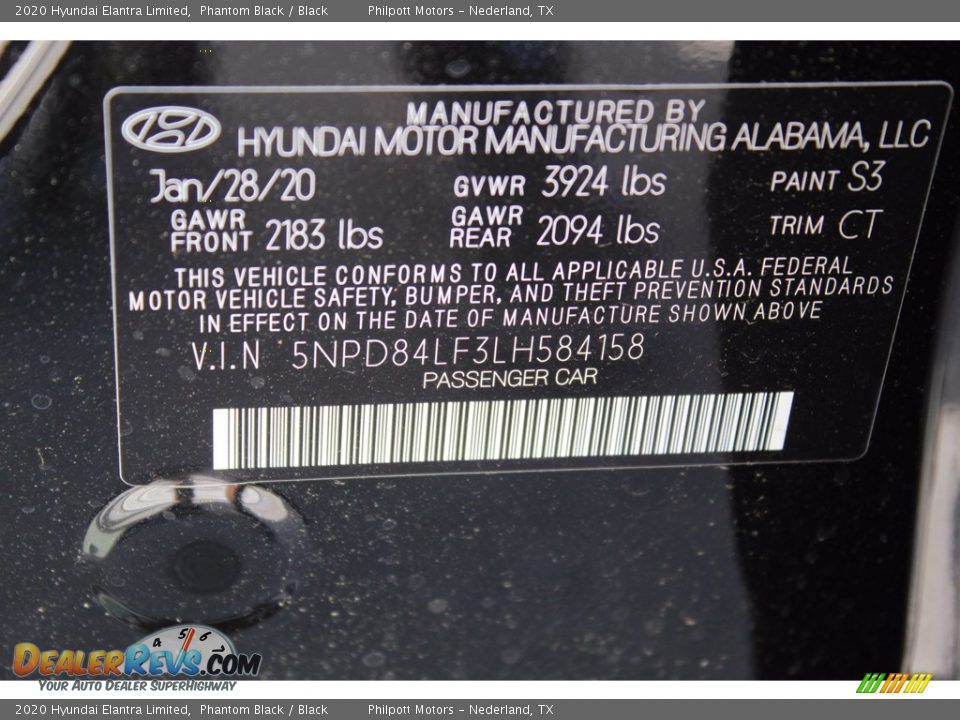 2020 Hyundai Elantra Limited, Phantom Black / Black Philpott Motors - Nederland, TX
MANUFACTURED BY
HYUNDAI MOTOR MANUFACTURING ALABAMA, LLC
Jan/28/20 GVWR 3924 lbs PAINT S3
GAWR FRONT 2183 lbs GAWR REAR 2094 lbs TRIM CT
THIS VEHICLE CONFORMS TO ALL APPLICABLE U.S.A. FEDERAL
MOTOR VEHICLE SAFETY, BUMPER, AND THEFT PREVENTION STANDARDS
IN EFFECT ON THE DATE OF MANUFACTURE SHOWN ABOVE
V.I.N 5NPD84LF3LH584158
PASSENGER CAR
4 5 6
DEALERREVS.COM
YOUR AUTO DEALER SUPERHIGHWAY
2020 Hyundai Elantra Limited, Phantom Black / Black Philpott Motors - Nederland, TX